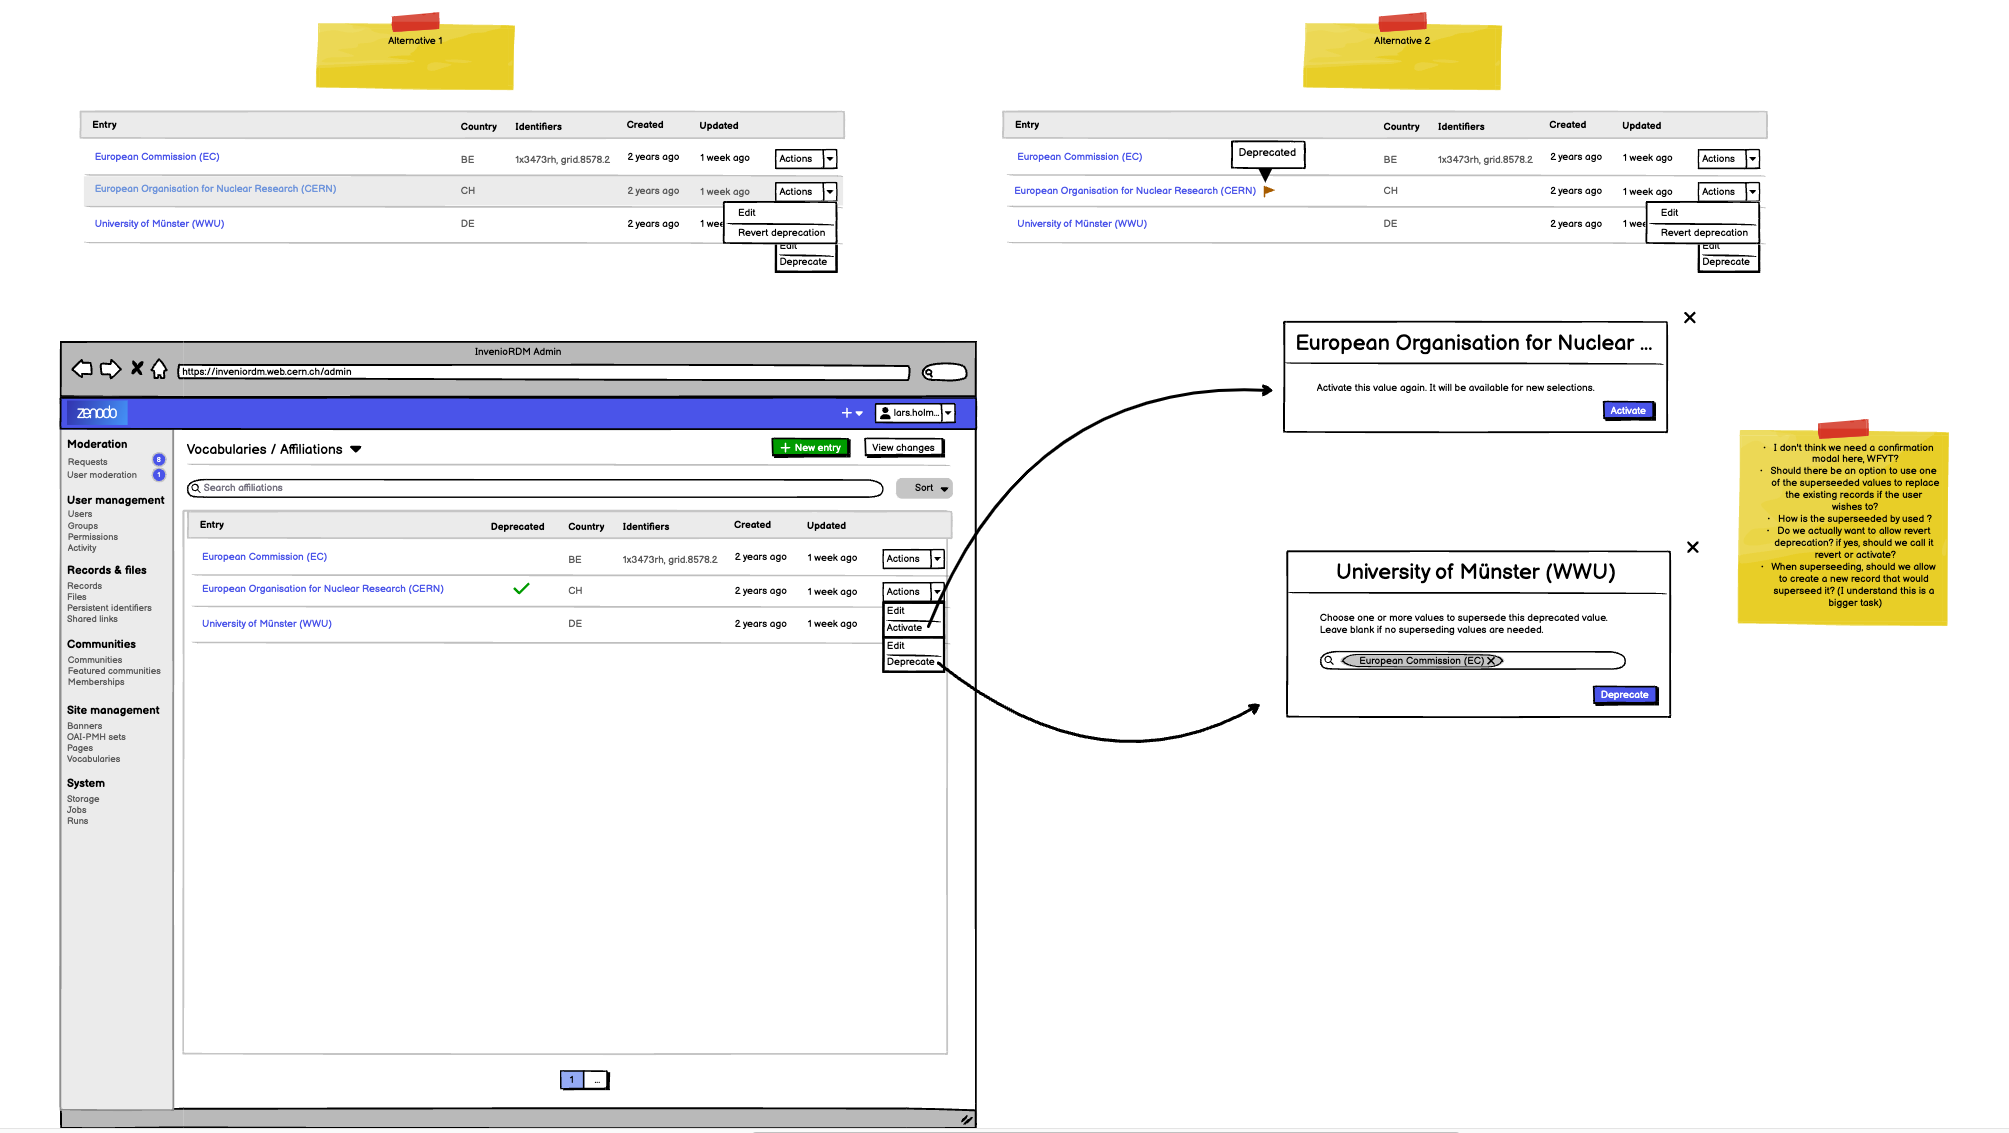 Alternative 1
Entry Country Identifiers Created Updated
European Commission (EC) BE 1x3473rh, grid.8578.2 2 years ago 1 week ago Actions
European Organisation for Nuclear Research (CERN) CH 2 years ago 1 week ago Actions
Edit
University of Münster (WWU) DE 2 years ago 1 wee
Revert deprecation
Edit
Deprecate
Alternative 2
Entry Country Identifiers Created Updated
Deprecated
European Commission (EC) BE 1x3473rh, grid.8578.2 2 years ago 1 week ago Actions
European Organisation for Nuclear Research (CERN) CH 2 years ago 1 week ago Actions
Edit
University of Münster (WWU) DE 2 years ago 1 wee
Revert deprecation
Edit
Deprecate
InvenioRDM Admin
https://inveniordm.web.cern.ch/admin
zenodo + lars.holm...
Moderation
Requests 8
User moderation 1
User management
Users
Groups
Permissions
Activity
Records & files
Records
Files
Persistent identifiers
Shared links
Communities
Communities
Featured communities
Memberships
Site management
Banners
OAI-PMH sets
Pages
Vocabularies
System
Storage
Jobs
Runs
Vocabularies / Affiliations + New entry View changes
Search affiliations Sort
Entry Deprecated Country Identifiers Created Updated
European Commission (EC) BE 1x3473rh, grid.8578.2 2 years ago 1 week ago Actions
European Organisation for Nuclear Research (CERN) CH 2 years ago 1 week ago Actions
Edit
University of Münster (WWU) DE 2 years ago 1 week ago Activate
Edit
Deprecate
1 ...
European Organisation for Nuclear ...
Activate this value again. It will be available for new selections.
Activate
University of Münster (WWU)
Choose one or more values to supersede this deprecated value.
Leave blank if no superseding values are needed.
European Commission (EC) X
Deprecate
· I don't think we need a confirmation
modal here, WFYT?
· Should there be an option to use one
of the superseeded values to replace
the existing records if the user
wishes to?
· How is the superseeded by used ?
· Do we actually want to allow revert
deprecation? if yes, should we call it
revert or activate?
· When superseeding, should we allow
to create a new record that would
superseed it? (I understand this is a
bigger task)